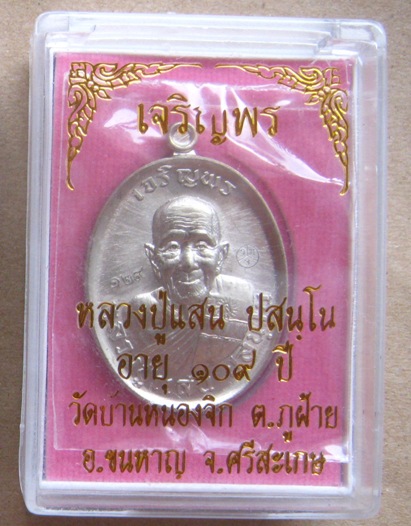 เจริญพร
เจริญพร
๑๒๙
หลวงปู่แสน ปสนฺโน
อายุ ๑๐๙ ปี
วัดบ้านหนองจิก ต.ภูฝ้าย
อ.ขุนหาญ จ.ศรีสะเกษ